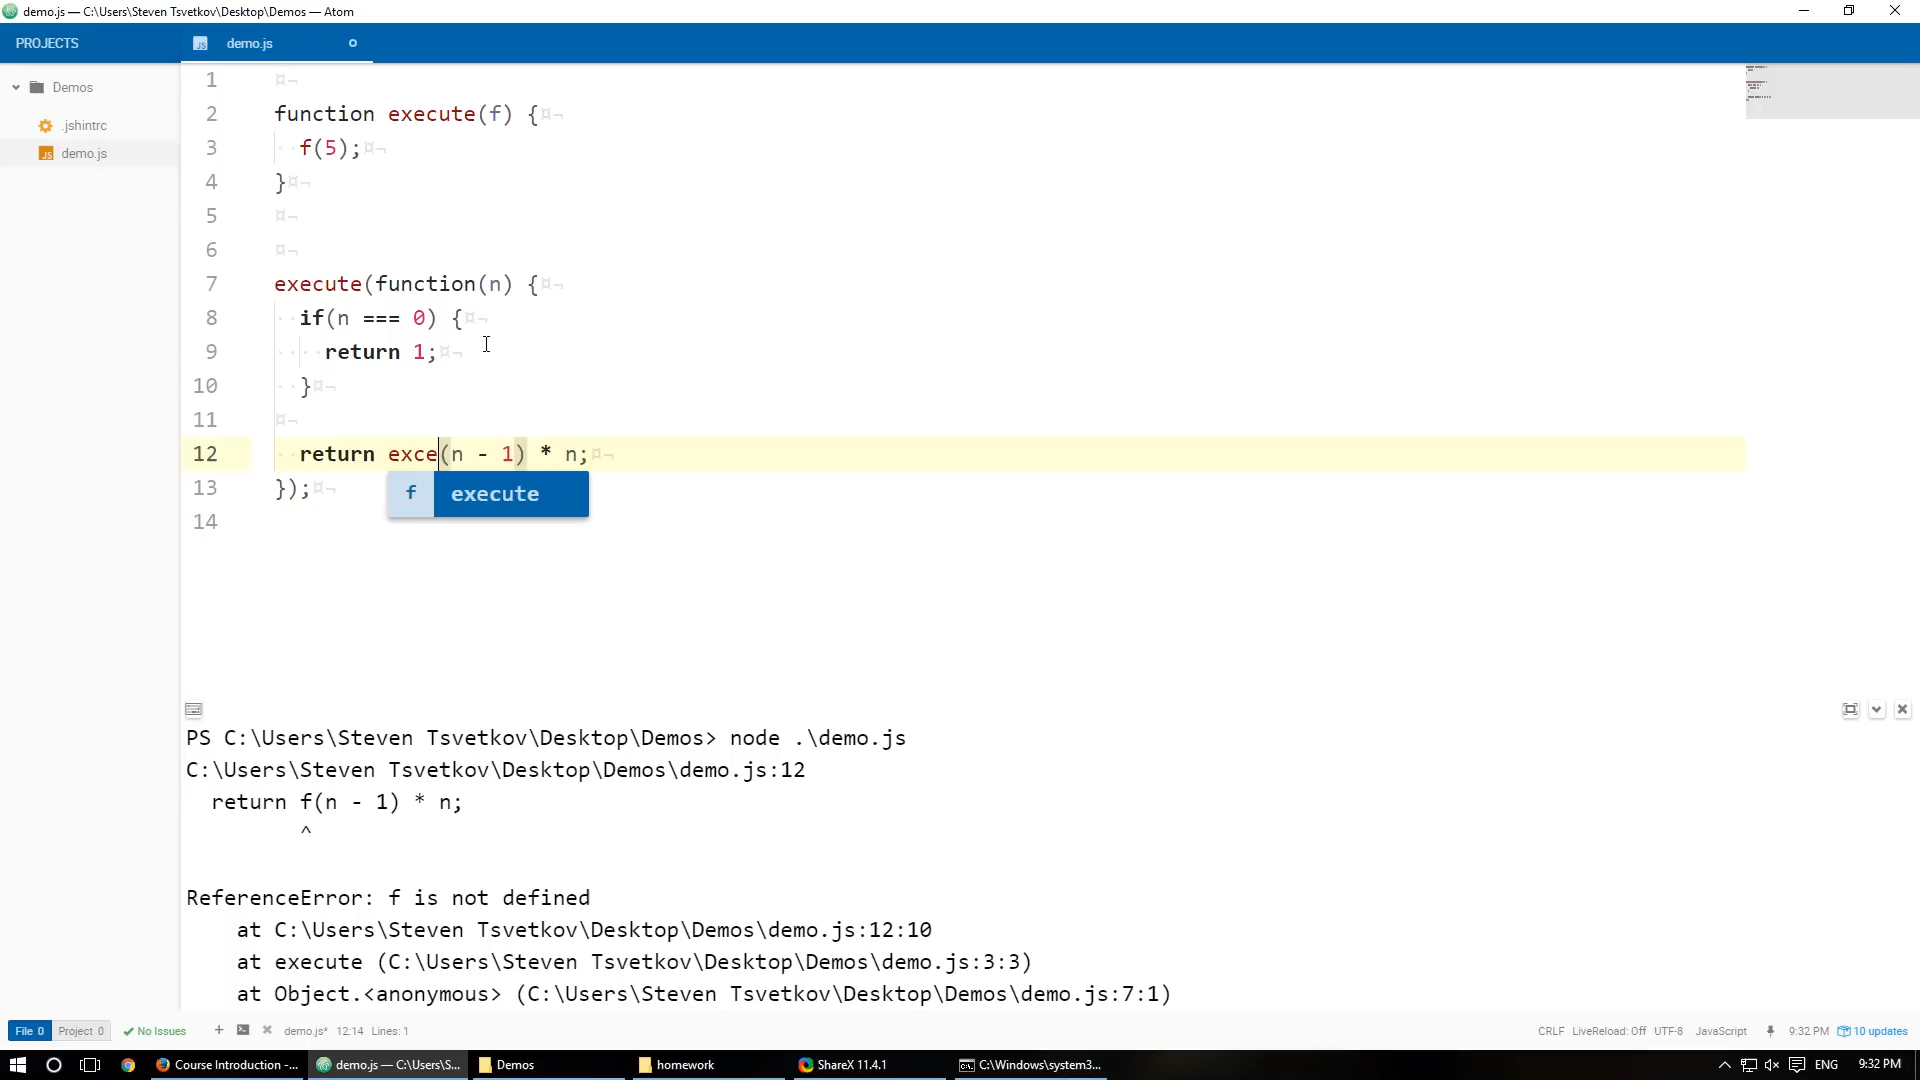 demo.js — C:\Users\Steven Tsvetkov\Desktop\Demos — Atom
PROJECTS
demo.js
Demos
.jshintrc
demo.js
1 ¤¬
2 function execute(f) {¤¬
3 ··f(5);¤¬
4 }¤¬
5 ¤¬
6 ¤¬
7 execute(function(n) {¤¬
8 ··if(n === 0) {¤¬
9 ····return 1;¤¬
10 ··}¤¬
11 ¤¬
12 ··return exce(n - 1) * n;¤¬
13 });¤¬
f execute
14
PS C:\Users\Steven Tsvetkov\Desktop\Demos> node .\demo.js
C:\Users\Steven Tsvetkov\Desktop\Demos\demo.js:12
return f(n - 1) * n;
^
ReferenceError: f is not defined
at C:\Users\Steven Tsvetkov\Desktop\Demos\demo.js:12:10
at execute (C:\Users\Steven Tsvetkov\Desktop\Demos\demo.js:3:3)
at Object.<anonymous> (C:\Users\Steven Tsvetkov\Desktop\Demos\demo.js:7:1)
File 0 Project 0 No Issues demo.js* 12:14 Lines: 1 CRLF LiveReload: Off UTF-8 JavaScript 9:32 PM 10 updates
Course Introduction -... demo.js — C:\Users\S... Demos homework ShareX 11.4.1 C:\Windows\system3... ENG 9:32 PM